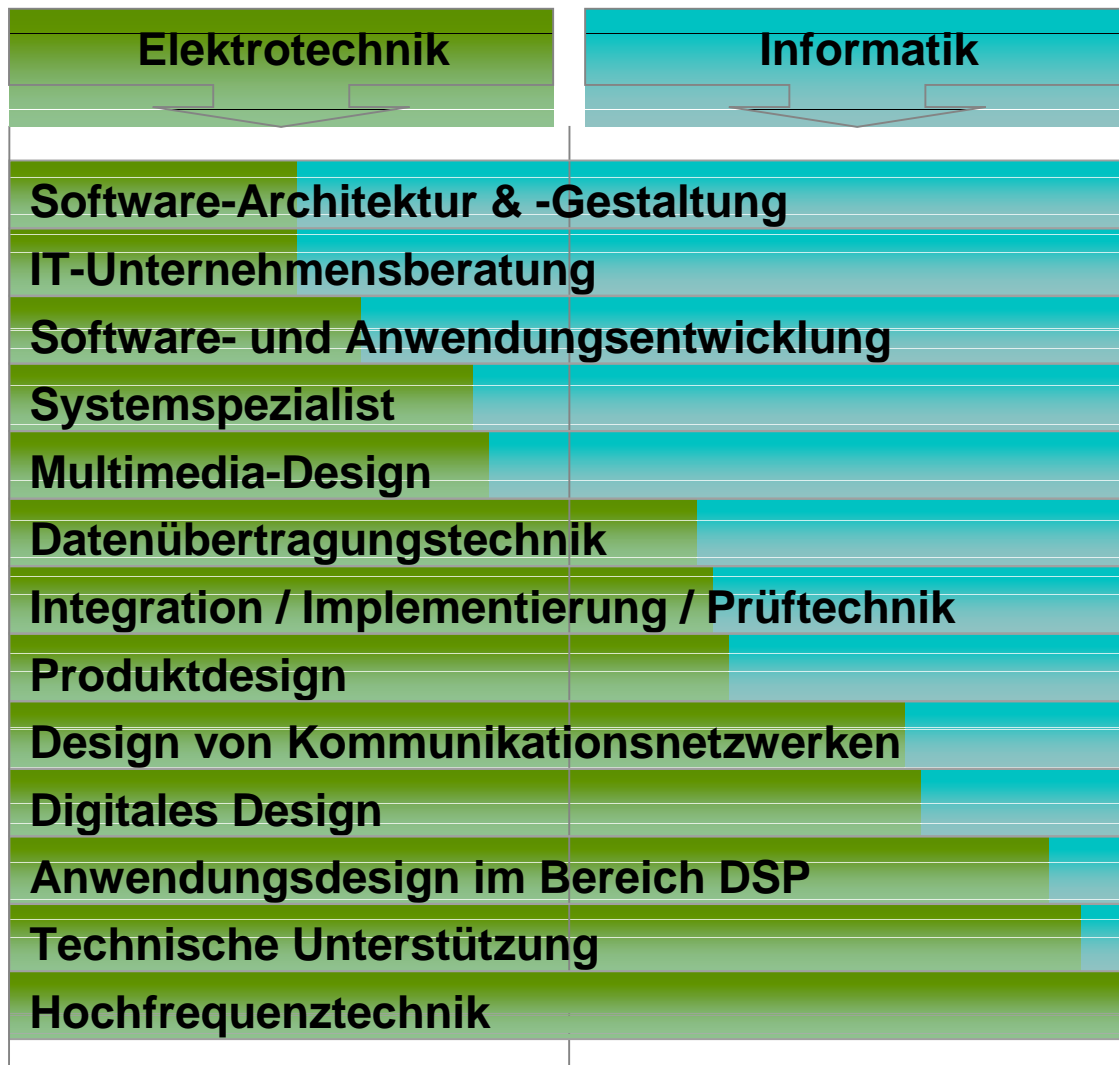 Elektrotechnik
Informatik
Software-Architektur & -Gestaltung
IT-Unternehmensberatung
Software- und Anwendungsentwicklung
Systemspezialist
Multimedia-Design
Datenübertragungstechnik
Integration / Implementierung / Prüftechnik
Produktdesign
Design von Kommunikationsnetzwerken
Digitales Design
Anwendungsdesign im Bereich DSP
Technische Unterstützung
Hochfrequenztechnik